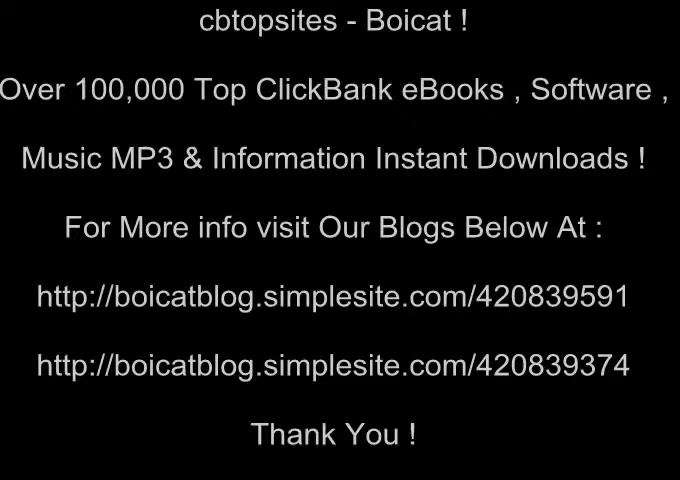 cbtopsites - Boicat !
Over 100,000 Top ClickBank eBooks , Software ,
Music MP3 & Information Instant Downloads !
For More info visit Our Blogs Below At :
http://boicatblog.simplesite.com/420839591
http://boicatblog.simplesite.com/420839374
Thank You !